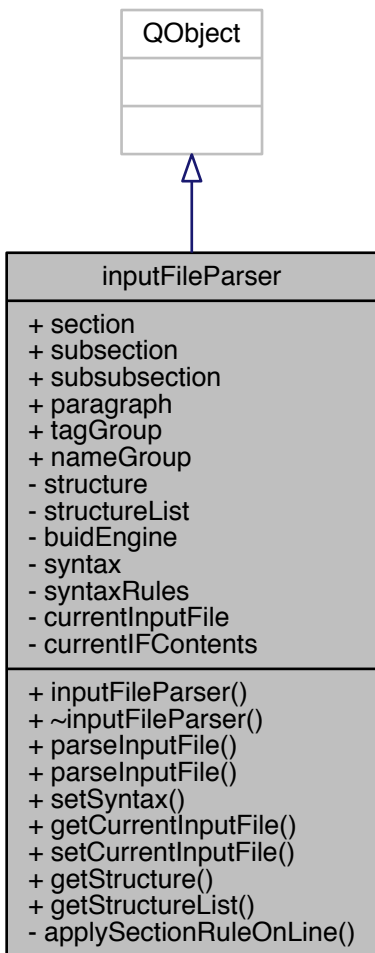 QObject
inputFileParser
+ section
+ subsection
+ subsubsection
+ paragraph
+ tagGroup
+ nameGroup
- structure
- structureList
- buidEngine
- syntax
- syntaxRules
- currentInputFile
- currentIFContents
+ inputFileParser()
+ ~inputFileParser()
+ parseInputFile()
+ parseInputFile()
+ setSyntax()
+ getCurrentInputFile()
+ setCurrentInputFile()
+ getStructure()
+ getStructureList()
- applySectionRuleOnLine()